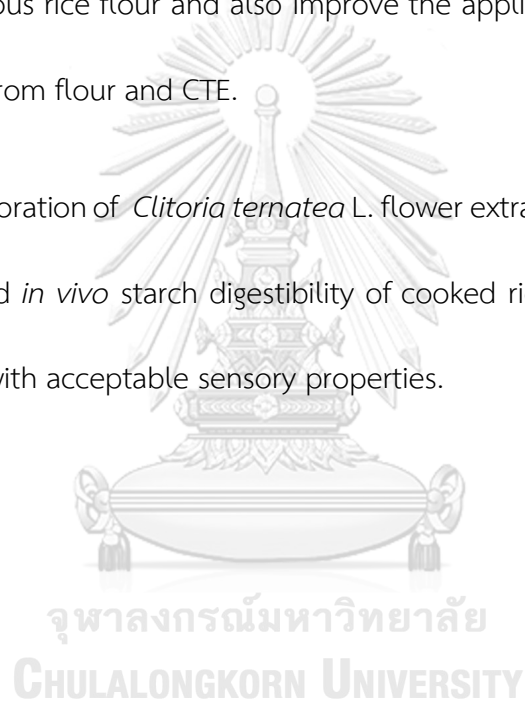 ous rice flour and also improve the appli
rom flour and CTE.
oration of Clitoria ternatea L. flower extra
d in vivo starch digestibility of cooked ri
with acceptable sensory properties.
จุฬาลงกรณ์มหาวิทยาลัย
CHULALONGKORN UNIVERSITY